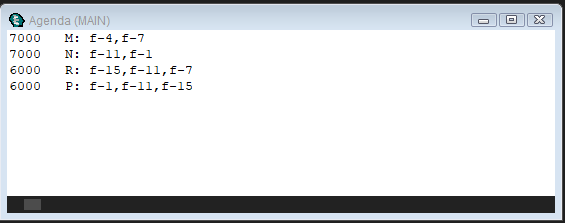 Agenda (MAIN)
7000   M: f-4,f-7
7000   N: f-11,f-1
6000   R: f-15,f-11,f-7
6000   P: f-1,f-11,f-15